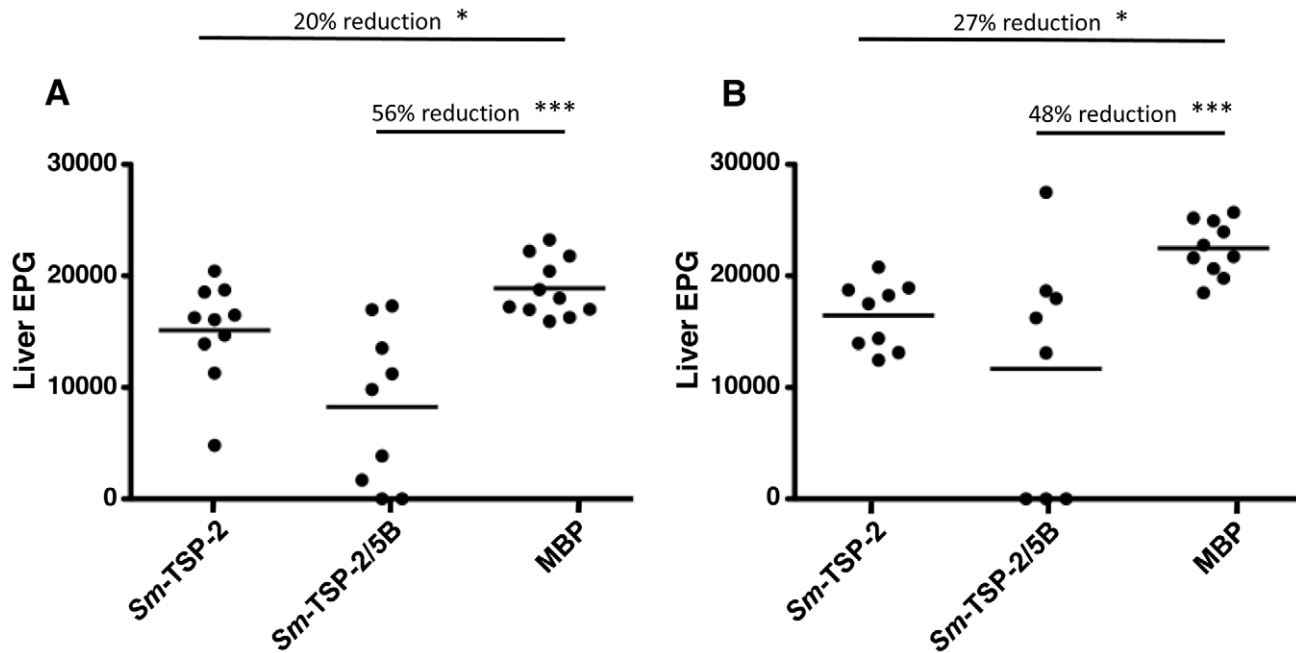 20% reduction *
A
56% reduction ***
30000
20000
10000
0
Liver EPG
Sm-TSP-2
Sm-TSP-2/5B
MBP
27% reduction *
B
48% reduction ***
30000
20000
10000
0
Liver EPG
Sm-TSP-2
Sm-TSP-2/5B
MBP